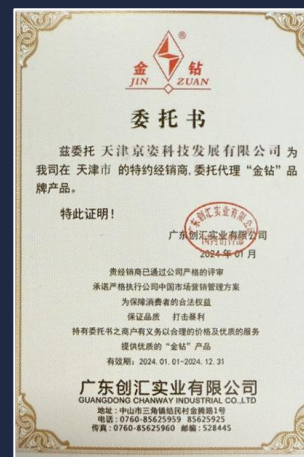 ®
金 钻
JIN ZUAN
委托书
兹委托 天津京姿科技发展有限公司 为
我司在 天津市 的特约经销商,委托代理“金钻”品
牌产品。
特此证明！
广东创汇实业有限公司
2024 年 01 月
贵经销商已通过公司严格的评审
承诺严格执行公司中国市场营销管理方案
为保障消费者的合法权益
保证品质 打击暴利
持有委托书之商户有义务以合理的价格及优质的服务
提供优质的“金钻”产品
有效期：2024.01.01-2024.12.31
广东创汇实业有限公司
GUANGDONG CHANWAY INDUSTRIAL CO.,LTD
地址：中山市三角镇结民村金腾路1号
电话：0760-85625959 85625925
传真：0760-85625960 邮编：528445